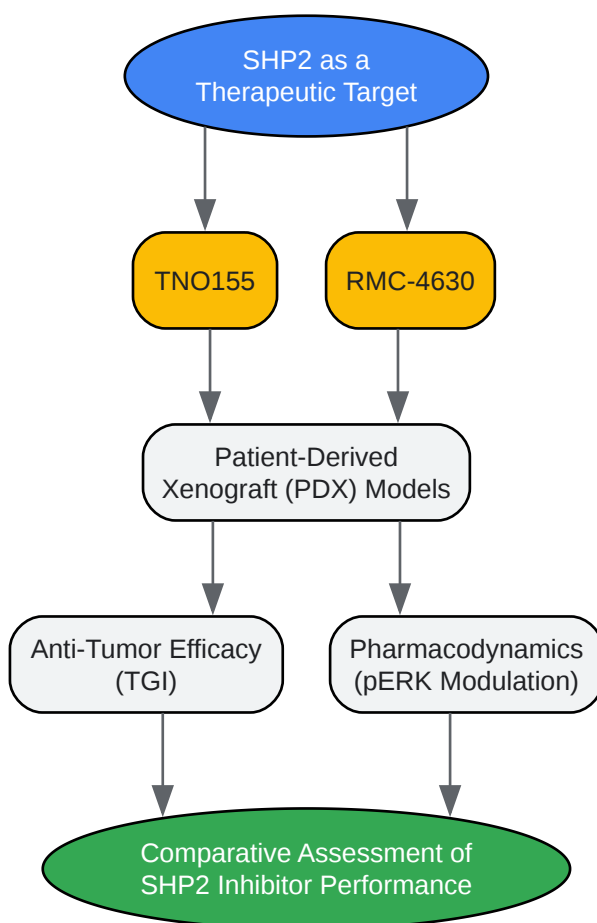 SHP2 as a
Therapeutic Target
TNO155
RMC-4630
Patient-Derived
Xenograft (PDX) Models
Anti-Tumor Efficacy
(TGI)
Pharmacodynamics
(pERK Modulation)
Comparative Assessment of
SHP2 Inhibitor Performance